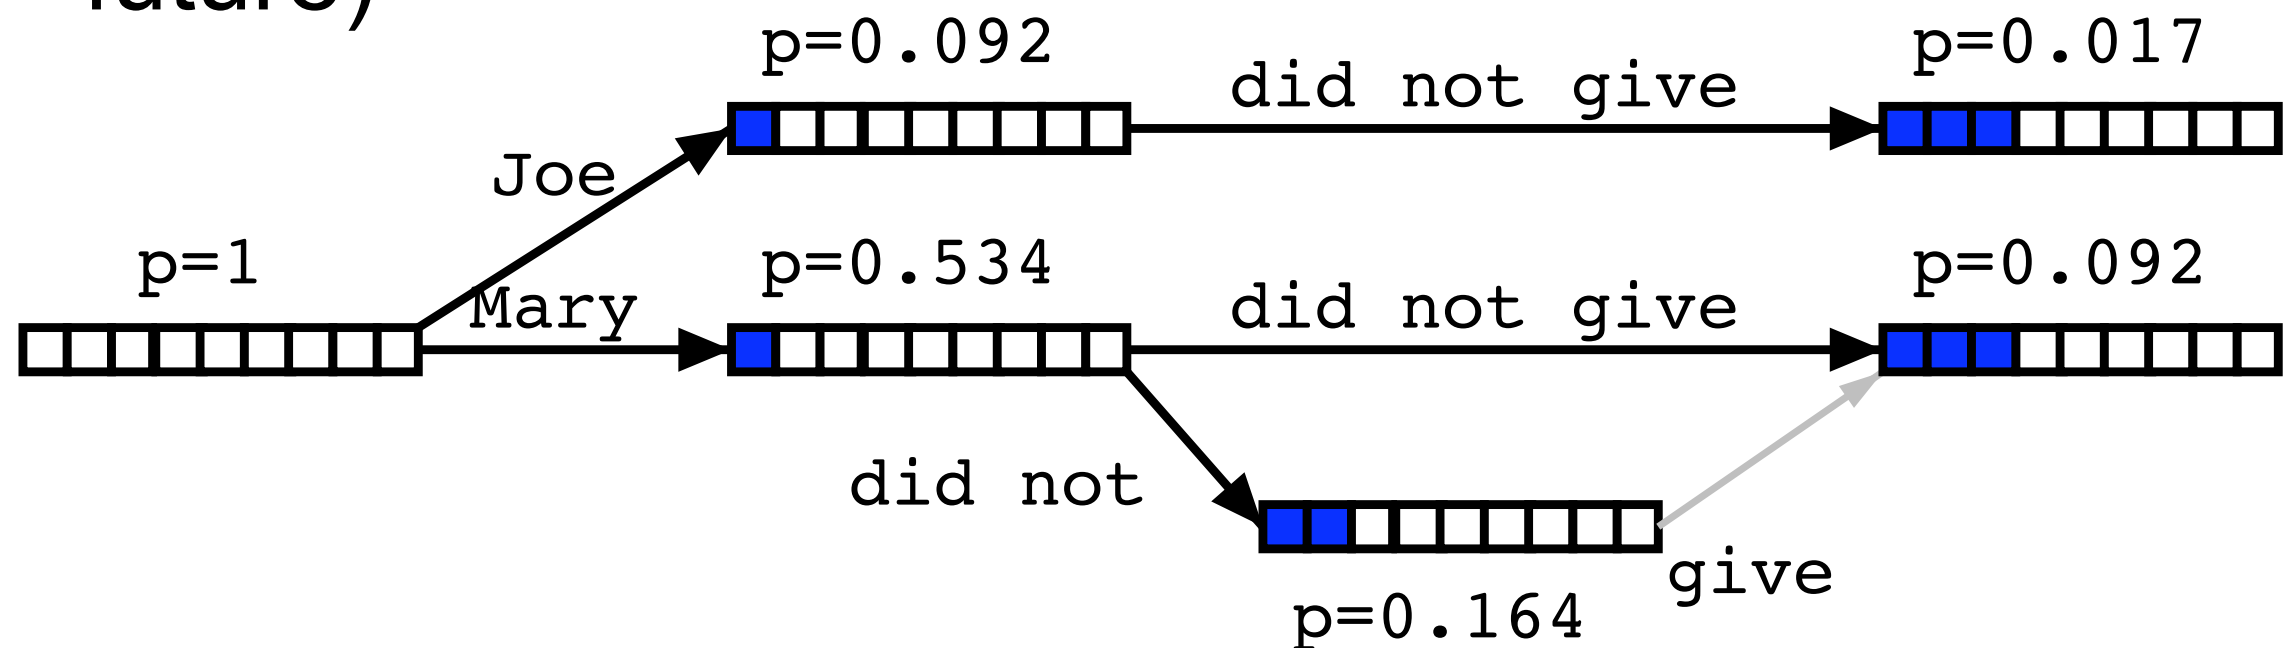 future)
p=0.092
p=0.017
did not give
Joe
p=1
p=0.534
p=0.092
Mary
did not give
did not
give
p=0.164